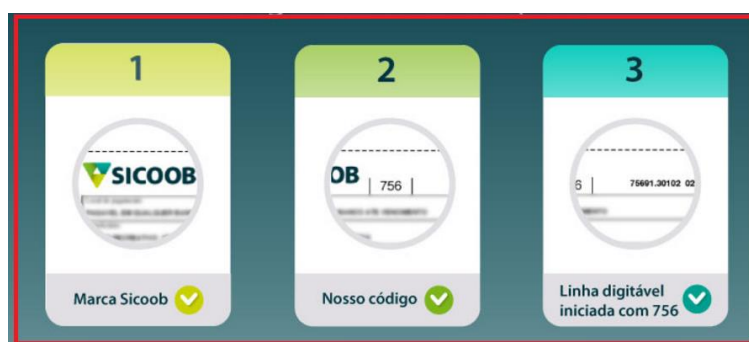 1
SICOOB
Marca Sicoob
2
OB | 756 |
Nosso código
3
6 | 75691.30102 02
Linha digitável
iniciada com 756